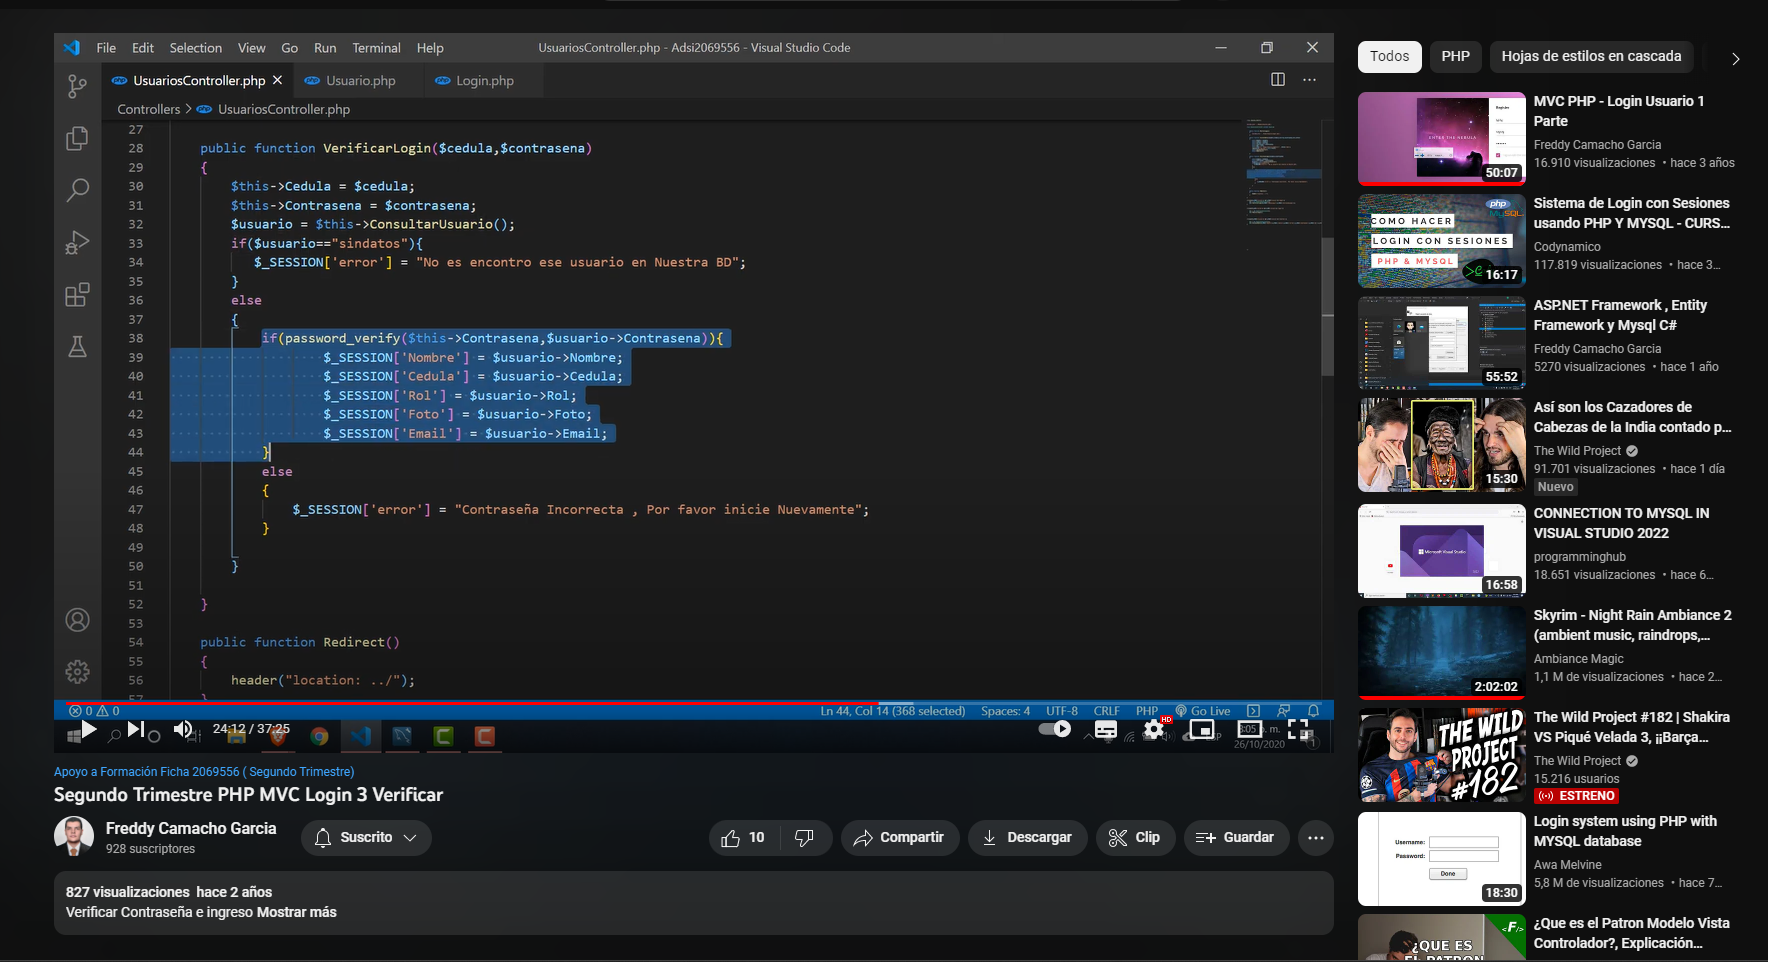 File Edit Selection View Go Run Terminal Help
UsuariosController.php - Adsi2069556 - Visual Studio Code
UsuariosController.php
Usuario.php
Login.php
Controllers > UsuariosController.php
27
28 public function VerificarLogin($cedula,$contrasena)
29 {
30 $this->Cedula = $cedula;
31 $this->Contrasena = $contrasena;
32 $usuario = $this->ConsultarUsuario();
33 if($usuario=="sindatos"){
34 $_SESSION['error'] = "No es encontro ese usuario en Nuestra BD";
35 }
36 else
37 {
38 if(password_verify($this->Contrasena,$usuario->Contrasena)){
39 $_SESSION['Nombre'] = $usuario->Nombre;
40 $_SESSION['Cedula'] = $usuario->Cedula;
41 $_SESSION['Rol'] = $usuario->Rol;
42 $_SESSION['Foto'] = $usuario->Foto;
43 $_SESSION['Email'] = $usuario->Email;
44 }
45 else
46 {
47 $_SESSION['error'] = "Contraseña Incorrecta , Por favor inicie Nuevamente";
48 }
49
50 }
51
52 }
53
54 public function Redirect()
55 {
56 header("location: ../");
57 }
0 0
Ln 44, Col 14 (368 selected) Spaces: 4 UTF-8 CRLF PHP Go Live
24:12 / 37:25
HD
26/10/2020
1
Apoyo a Formación Ficha 2069556 ( Segundo Trimestre)
Segundo Trimestre PHP MVC Login 3 Verificar
Freddy Camacho Garcia
928 suscriptores
Suscrito
10
Compartir
Descargar
Clip
Guardar
827 visualizaciones hace 2 años
Verificar Contraseña e ingreso Mostrar más
Todos
PHP
Hojas de estilos en cascada
50:07
MVC PHP - Login Usuario 1
Parte
Freddy Camacho Garcia
16.910 visualizaciones • hace 3 años
php
MySQL
COMO HACER
LOGIN CON SESIONES
PHP & MYSQL
16:17
Sistema de Login con Sesiones
usando PHP Y MYSQL - CURS...
Codynamico
117.819 visualizaciones • hace 3...
55:52
ASP.NET Framework , Entity
Framework y Mysql C#
Freddy Camacho Garcia
5270 visualizaciones • hace 1 año
15:30
Así son los Cazadores de
Cabezas de la India contado p...
The Wild Project
91.701 visualizaciones • hace 1 día
Nuevo
Microsoft Visual Studio
16:58
CONNECTION TO MYSQL IN
VISUAL STUDIO 2022
programminghub
18.651 visualizaciones • hace 6...
2:02:02
Skyrim - Night Rain Ambiance 2
(ambient music, raindrops,...
Ambiance Magic
1,1 M de visualizaciones • hace 2...
THE WILD
PROJECT
#182
The Wild Project #182 | Shakira
VS Piqué Velada 3, ¡¡Barça...
The Wild Project
15.216 usuarios
ESTRENO
Username:
Password:
Done
18:30
Login system using PHP with
MYSQL database
Awa Melvine
5,8 M de visualizaciones • hace 7...
<F/>
¿QUE ES
EL PATRON
¿Que es el Patron Modelo Vista
Controlador?, Explicación...